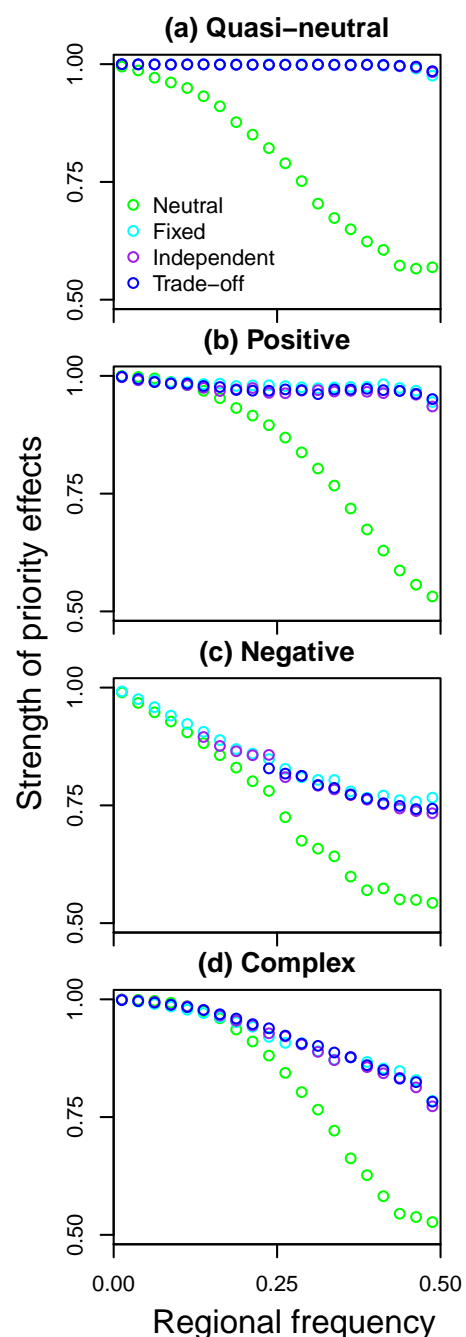 (a) Quasi−neutral
1.00
0.75
0.50
Neutral
Fixed
Independent
Trade−off
(b) Positive
1.00
0.75
0.50
(c) Negative
1.00
0.75
0.50
(d) Complex
1.00
0.75
0.50
0.00 0.25 0.50
Strength of priority effects
Regional frequency